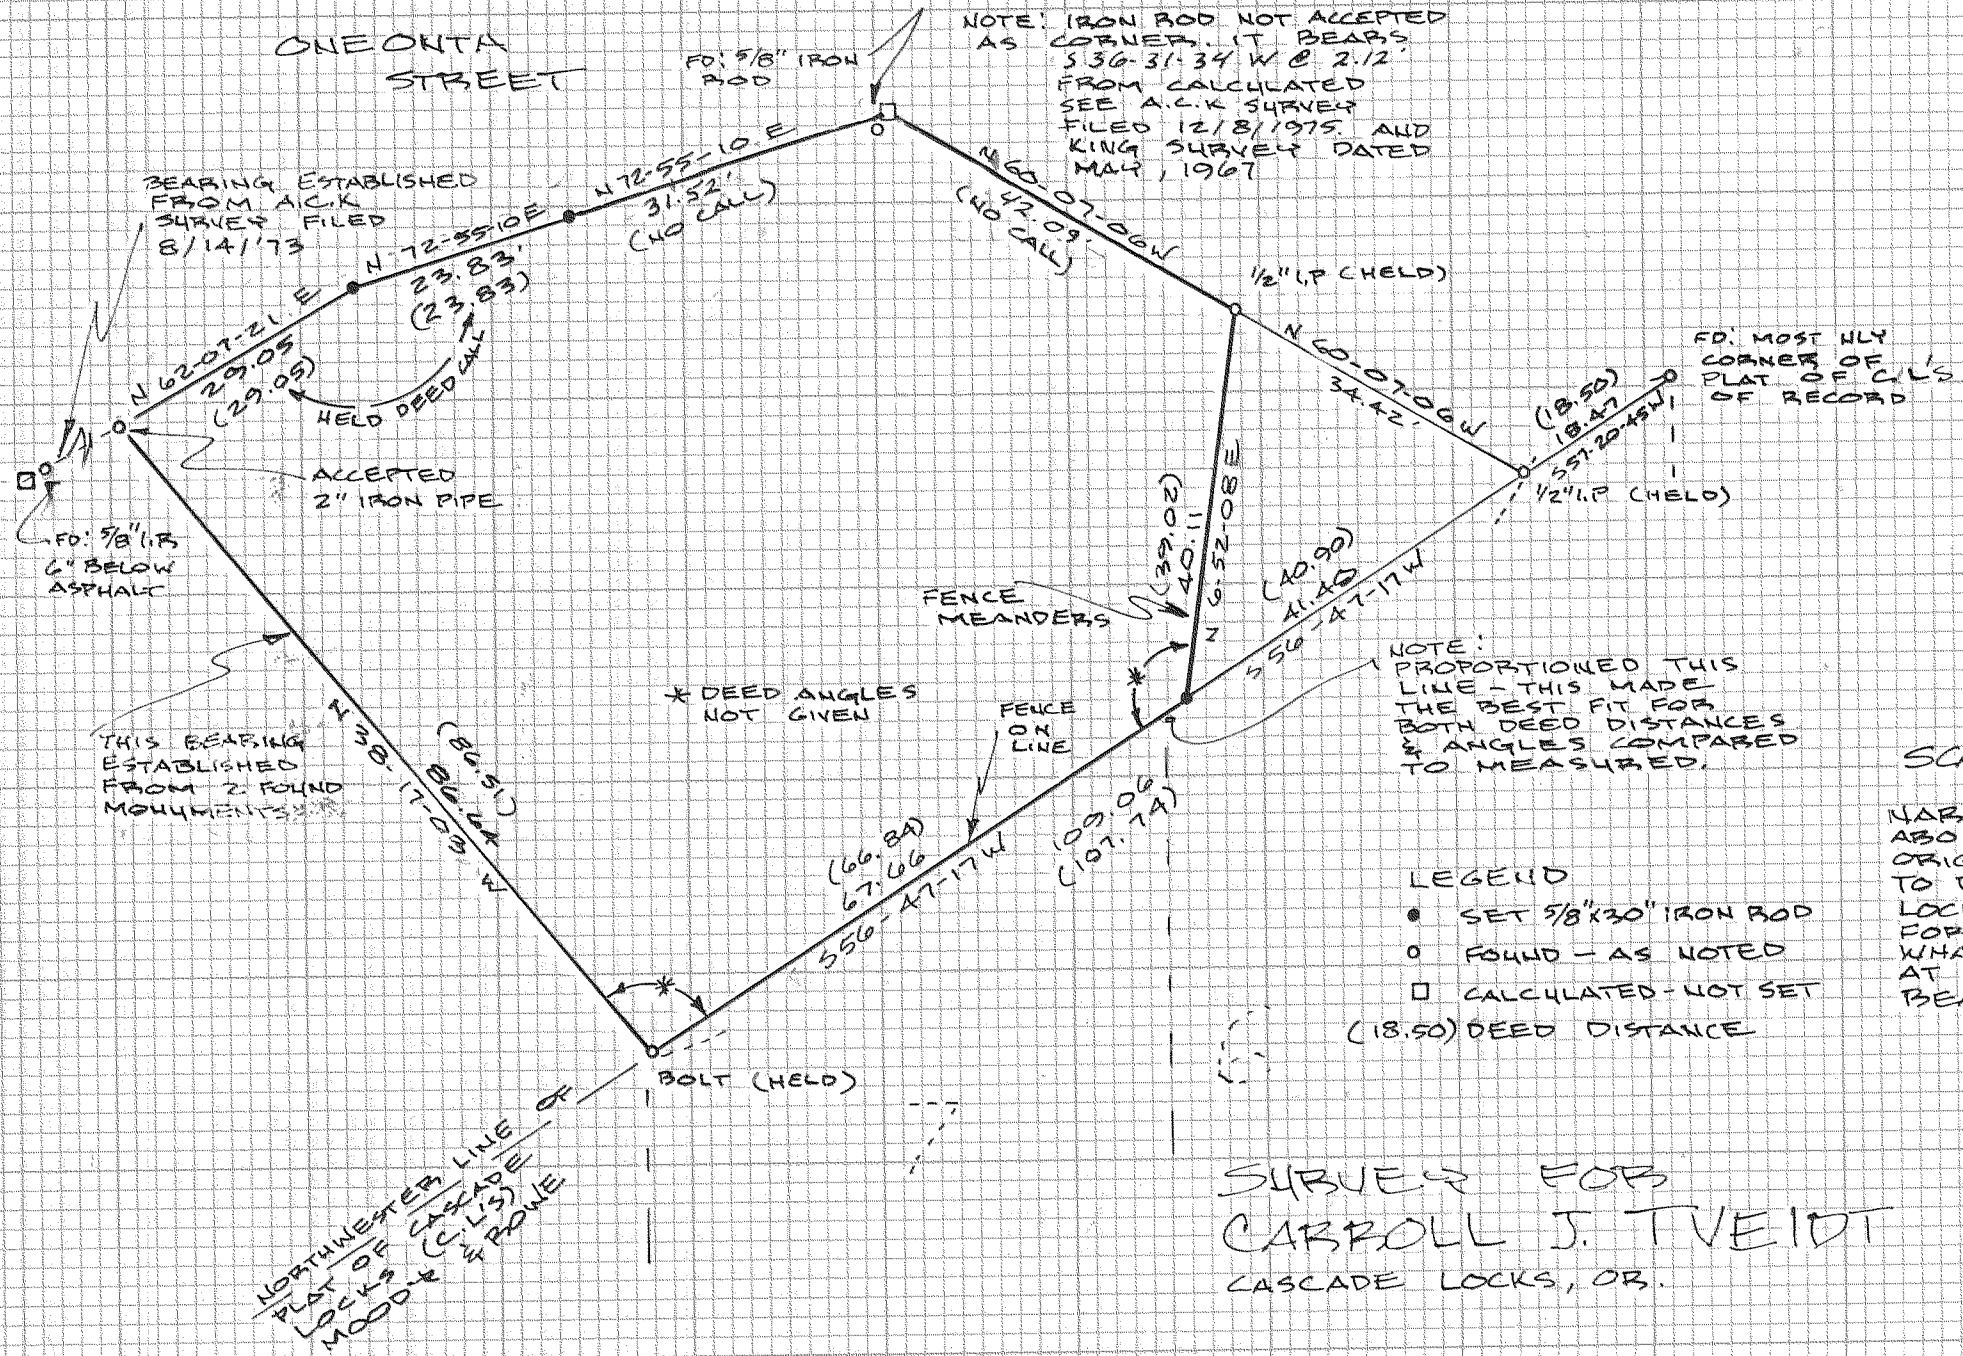 ONEONTA
STREET
FD: 5/8" IRON
ROD
NOTE: IRON ROD NOT ACCEPTED
AS CORNER. IT BEARS
S 36-31-34 W @ 2.12'
FROM CALCULATED
SEE A.C.K SURVEY
FILED 12/8/1975 AND
KING SURVEY DATED
MAY, 1967
BEARING ESTABLISHED
FROM A.C.K
SURVEY FILED
8/14/'73
N 62-07-21 E
29.05
(29.05)
N 72-55-10 E
23.83'
(23.83)
HELD DEED CALL
N 72-55-10 E
31.52'
(NO CALL)
N 60-07-06 W
42.09'
(NO CALL)
1/2" I.P (HELD)
N 60-07-06 W
34.42'
FD: MOST NLY
CORNER OF
PLAT OF C.L'S
OF RECORD
(18.50)
18.47
S 57-20-45 W
1/2" I.P (HELD)
ACCEPTED
2" IRON PIPE
FD: 5/8" I.R
6" BELOW
ASPHALT
(39.02)
40.11
N 6-52-08 E
FENCE
MEANDERS
(40.90)
41.40
S 56-47-17 W
NOTE:
PROPORTIONED THIS
LINE - THIS MADE
THE BEST FIT FOR
BOTH DEED DISTANCES
& ANGLES COMPARED
TO MEASURED.
* DEED ANGLES
NOT GIVEN
FENCE
ON
LINE
*
THIS BEARING
ESTABLISHED
FROM 2 FOUND
MONUMENTS
(86.51)
86.64
N 38-17-03 W
(66.84)
67.66
S 56-47-17 W
109.06
(107.74)
*
BOLT (HELD)
LEGEND
SET 5/8"x30" IRON ROD
FOUND - AS NOTED
CALCULATED - NOT SET
(18.50) DEED DISTANCE
6
7
NORTHWESTER LINE OF
PLAT OF CASCADE
LOCKS (C.L'S)
MOODY & ROWE
SURVEY FOR
CARROLL J. TVEIDT
CASCADE LOCKS, OR.
TO
AT